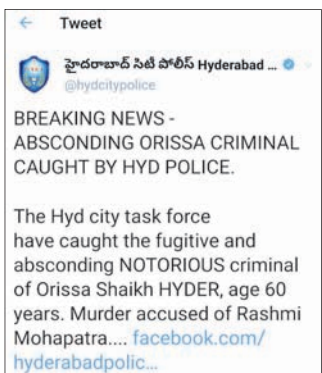 Tweet
హైదరాబాద్ సిటీ పోలీస్ Hyderabad ...
@hydcitypolice
BREAKING NEWS -
ABSCONDING ORISSA CRIMINAL
CAUGHT BY HYD POLICE.
The Hyd city task force
have caught the fugitive and
absconding NOTORIOUS criminal
of Orissa Shaikh HYDER, age 60
years. Murder accused of Rashmi
Mohapatra.... facebook.com/
hyderabadpolic...